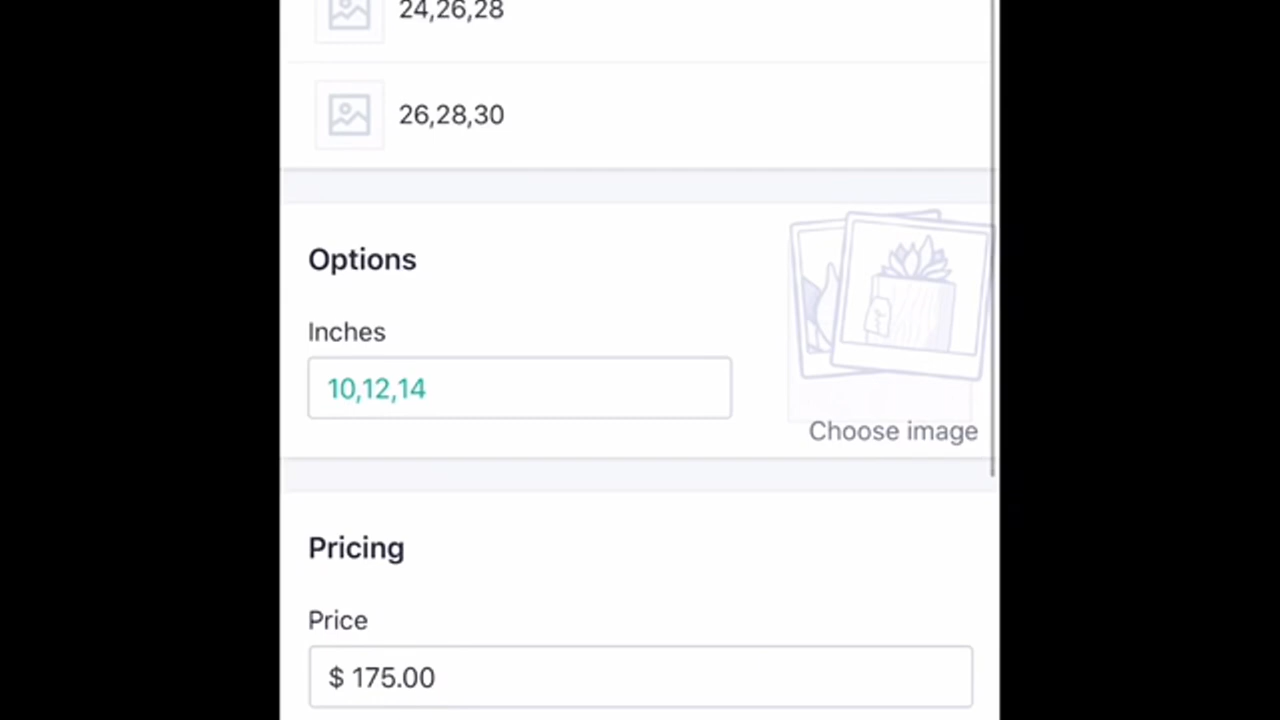 24,26,28
26,28,30
Options
Inches
10,12,14
Choose image
Pricing
Price
$ 175.00